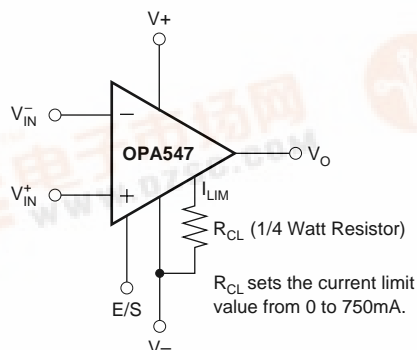 V+
V⁻IN
OPA547
VO
V⁺IN
ILIM
RCL (1/4 Watt Resistor)
RCL sets the current limit
value from 0 to 750mA.
E/S
V–